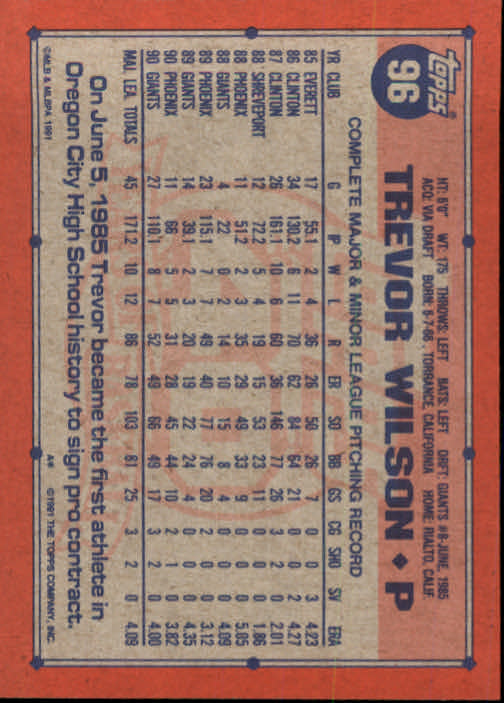 topps®
96
HT: 6'0" WT: 175 THROWS: LEFT BATS: LEFT DRFT: GIANTS #8-JUNE, 1985
ACQ: VIA DRAFT BORN: 6-7-66, TORRANCE, CALIFORNIA HOME: RIALTO, CALIF.
TREVOR WILSON ◆ P
COMPLETE MAJOR & MINOR LEAGUE PITCHING RECORD
YR CLUB G IP W L R ER SO BB GS CG SHO SV ERA
85 EVERETT 17 55.1 2 4 36 26 50 26 7 0 0 3 4.23
86 CLINTON 34 130.2 6 11 70 62 84 64 21 0 0 2 4.27
87 CLINTON 26 161.1 10 6 60 36 146 77 26 3 2 0 2.01
88 SHREVEPORT 12 72.2 5 4 19 15 53 23 11 0 0 0 1.86
88 PHOENIX 11 51.2 2 3 35 29 49 33 9 0 0 0 5.05
88 GIANTS 4 22 0 2 14 10 15 8 4 0 0 0 4.09
89 PHOENIX 23 115.1 7 7 49 40 77 76 20 2 0 0 3.12
89 GIANTS 14 39.1 2 3 20 19 22 24 4 0 0 0 4.35
90 PHOENIX 11 66 5 5 31 28 45 44 10 2 1 0 3.82
90 GIANTS 27 110.1 8 7 52 49 66 49 17 3 2 0 4.00
MAJ. LEA. TOTALS 45 171.2 10 12 86 78 103 81 25 3 2 0 4.09
On June 5, 1985 Trevor became the first athlete in
Oregon City High School history to sign pro contract.
©MLB & MLBPA 1991 A* ©1991 THE TOPPS COMPANY, INC.